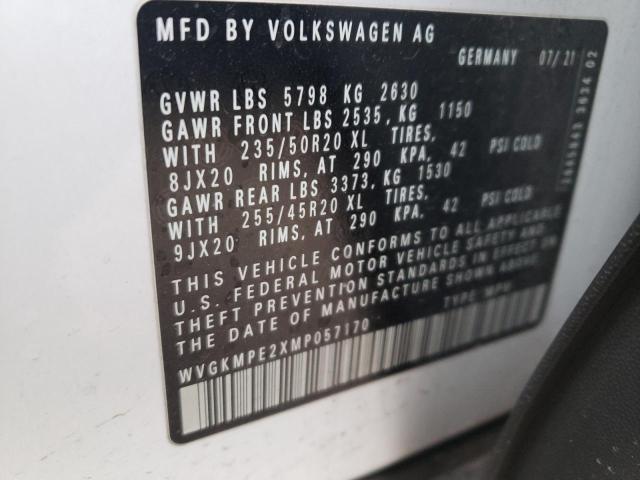 MFD BY VOLKSWAGEN AG
GERMANY 07/21
GVWR LBS 5798 KG 2630
GAWR FRONT LBS 2535, KG 1150
WITH 235/50R20 XL TIRES,
8JX20 RIMS, AT 290 KPA, 42 PSI COLD
GAWR REAR LBS 3373, KG 1530
WITH 255/45R20 XL TIRES,
9JX20 RIMS, AT 290 KPA, 42 PSI COLD
THIS VEHICLE CONFORMS TO ALL APPLICABLE
U.S. FEDERAL MOTOR VEHICLE SAFETY AND
THEFT PREVENTION STANDARDS IN EFFECT ON
THE DATE OF MANUFACTURE SHOWN ABOVE.
WVGKMPE2XMP057170 TYPE: MPV